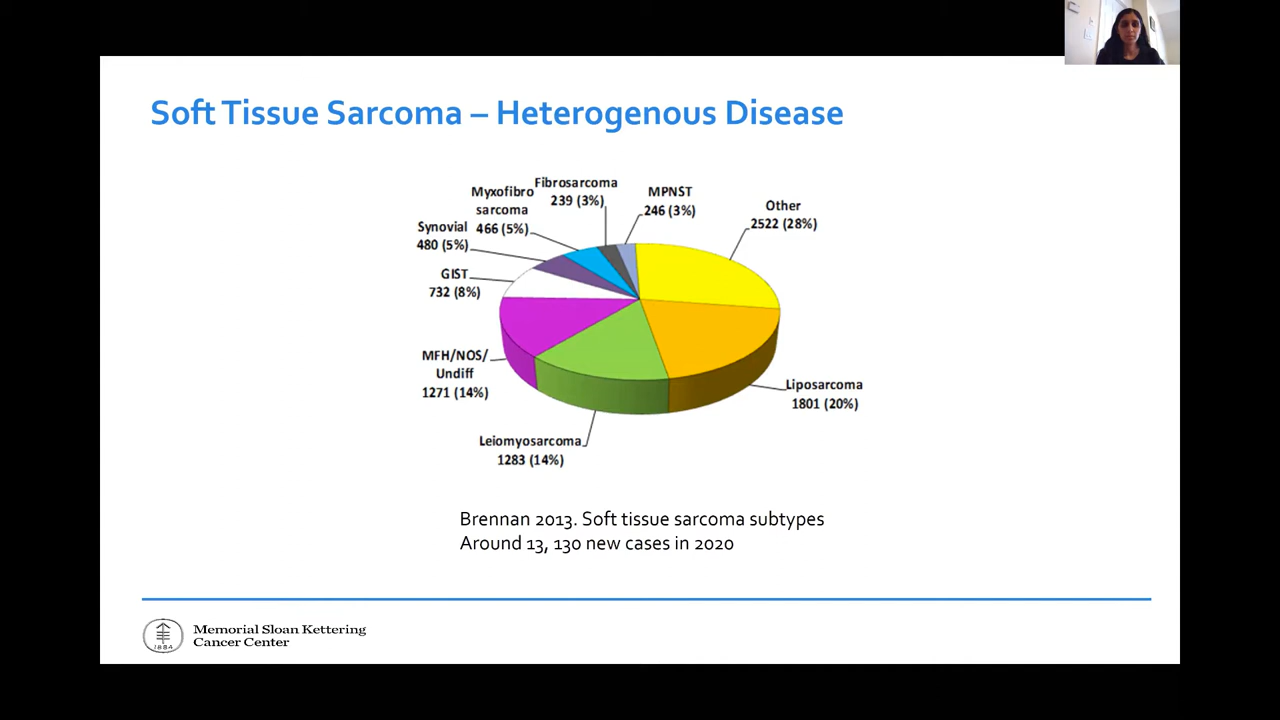 Soft Tissue Sarcoma – Heterogenous Disease
Fibrosarcoma
239 (3%)
MPNST
246 (3%)
Myxofibro
sarcoma
466 (5%)
Other
2522 (28%)
Synovial
480 (5%)
GIST
732 (8%)
MFH/NOS/
Undiff
1271 (14%)
Liposarcoma
1801 (20%)
Leiomyosarcoma
1283 (14%)
Brennan 2013. Soft tissue sarcoma subtypes
Around 13, 130 new cases in 2020
1884
Memorial Sloan Kettering
Cancer Center